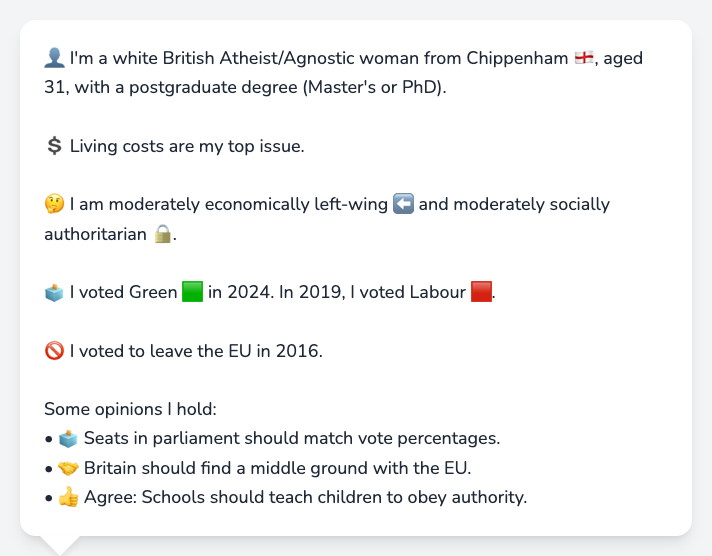 👤 I'm a white British Atheist/Agnostic woman from Chippenham 🏴󠁧󠁢󠁥󠁮󠁧󠁿, aged
31, with a postgraduate degree (Master's or PhD).
💲 Living costs are my top issue.
🤔 I am moderately economically left-wing ⬅️ and moderately socially
authoritarian 🔒.
🗳️ I voted Green 🟩 in 2024. In 2019, I voted Labour 🟥.
🚫 I voted to leave the EU in 2016.
Some opinions I hold:
• 🗳️ Seats in parliament should match vote percentages.
• 🤝 Britain should find a middle ground with the EU.
• 👍 Agree: Schools should teach children to obey authority.